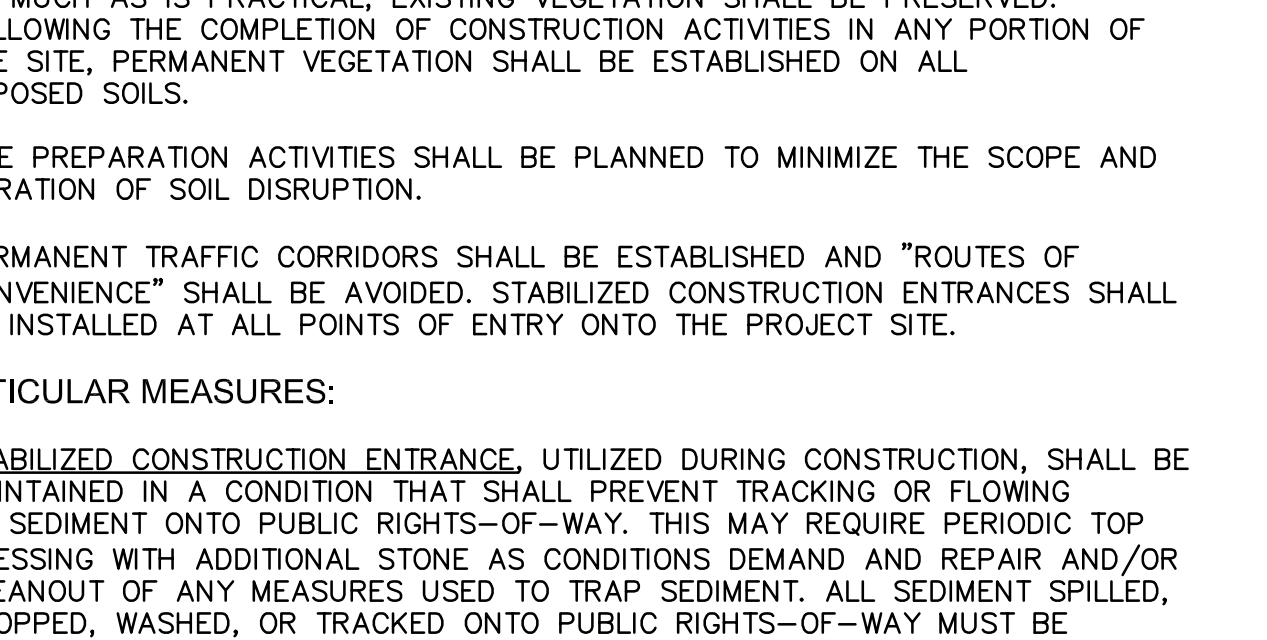 MUCH AS IS PRACTICAL, EXISTING VEGETATION SHALL BE PRESERVED.
LLOWING THE COMPLETION OF CONSTRUCTION ACTIVITIES IN ANY PORTION OF
E SITE, PERMANENT VEGETATION SHALL BE ESTABLISHED ON ALL
POSED SOILS.
E PREPARATION ACTIVITIES SHALL BE PLANNED TO MINIMIZE THE SCOPE AND
RATION OF SOIL DISRUPTION.
RMANENT TRAFFIC CORRIDORS SHALL BE ESTABLISHED AND "ROUTES OF
NVENIENCE" SHALL BE AVOIDED. STABILIZED CONSTRUCTION ENTRANCES SHALL
INSTALLED AT ALL POINTS OF ENTRY ONTO THE PROJECT SITE.
TICULAR MEASURES:
ABILIZED CONSTRUCTION ENTRANCE, UTILIZED DURING CONSTRUCTION, SHALL BE
INTAINED IN A CONDITION THAT SHALL PREVENT TRACKING OR FLOWING
SEDIMENT ONTO PUBLIC RIGHTS-OF-WAY. THIS MAY REQUIRE PERIODIC TOP
ESSING WITH ADDITIONAL STONE AS CONDITIONS DEMAND AND REPAIR AND/OR
EANOUT OF ANY MEASURES USED TO TRAP SEDIMENT. ALL SEDIMENT SPILLED,
OPPED, WASHED, OR TRACKED ONTO PUBLIC RIGHTS-OF-WAY MUST BE